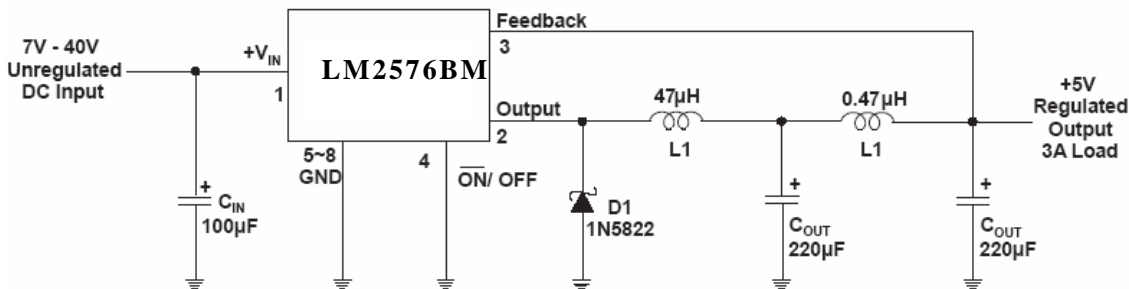 7V - 40V
Unregulated
DC Input
+VIN
1
CIN
100µF
LM2576BM
Feedback
3
Output
2
5~8
GND
4
O̅N̅/ OFF
D1
1N5822
47µH
L1
0.47µH
L1
COUT
220µF
COUT
220µF
+5V
Regulated
Output
3A Load